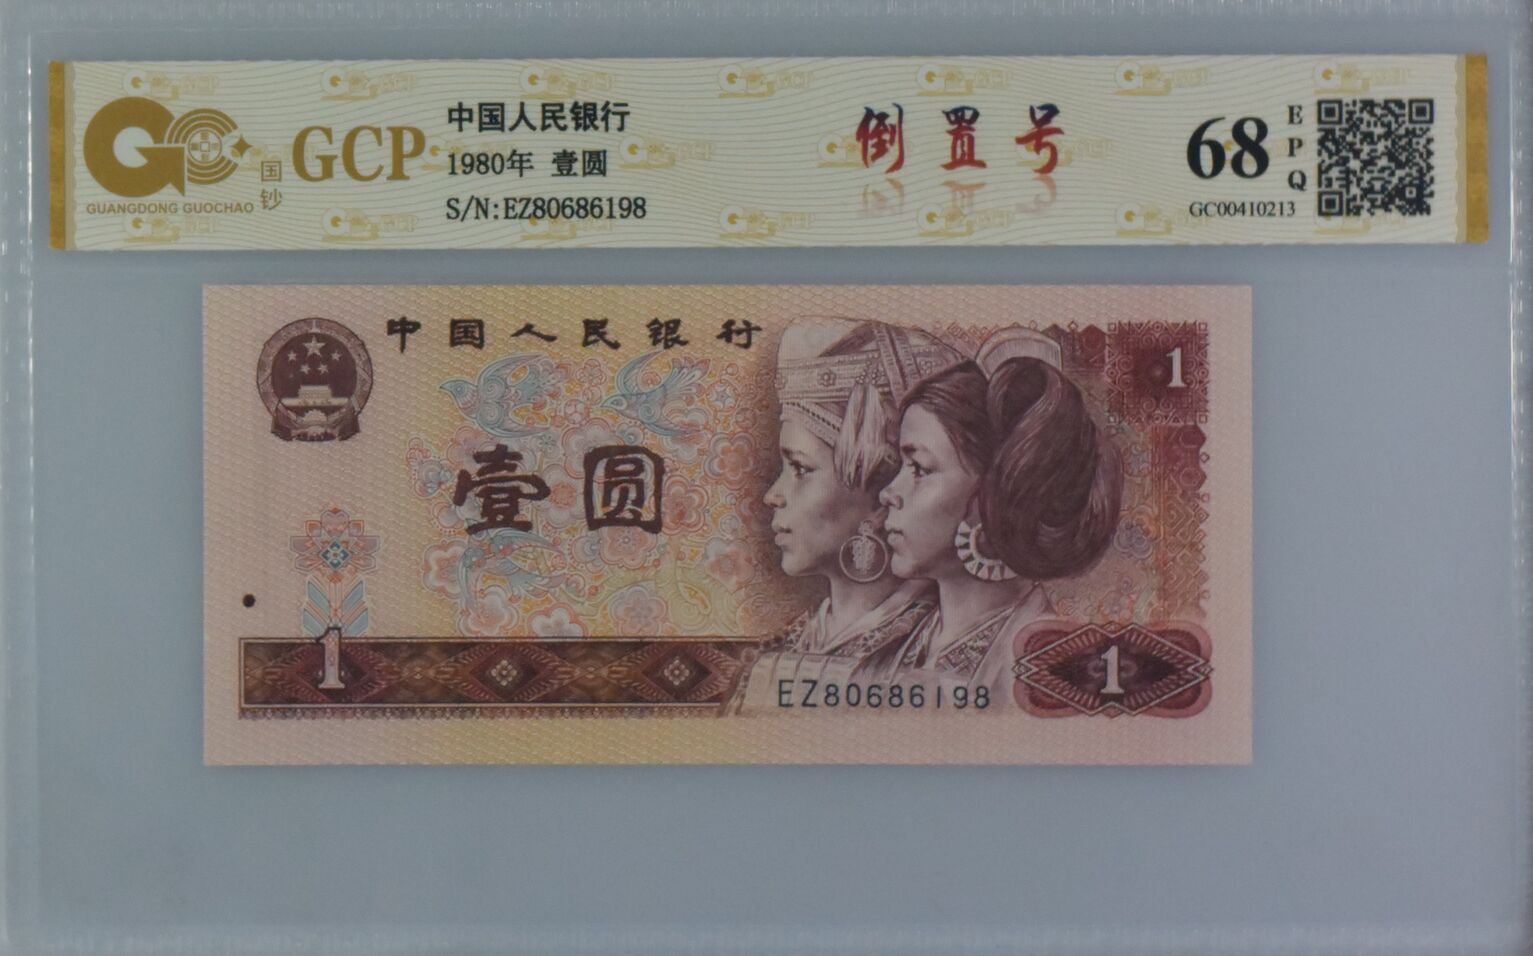 GCP
国钞
GUANGDONG GUOCHAO
中国人民银行
1980年 壹圆
S/N:EZ80686198
倒置号
68
EPQ
GC00410213
中国人民银行
1
壹圆
1
EZ80686198
1